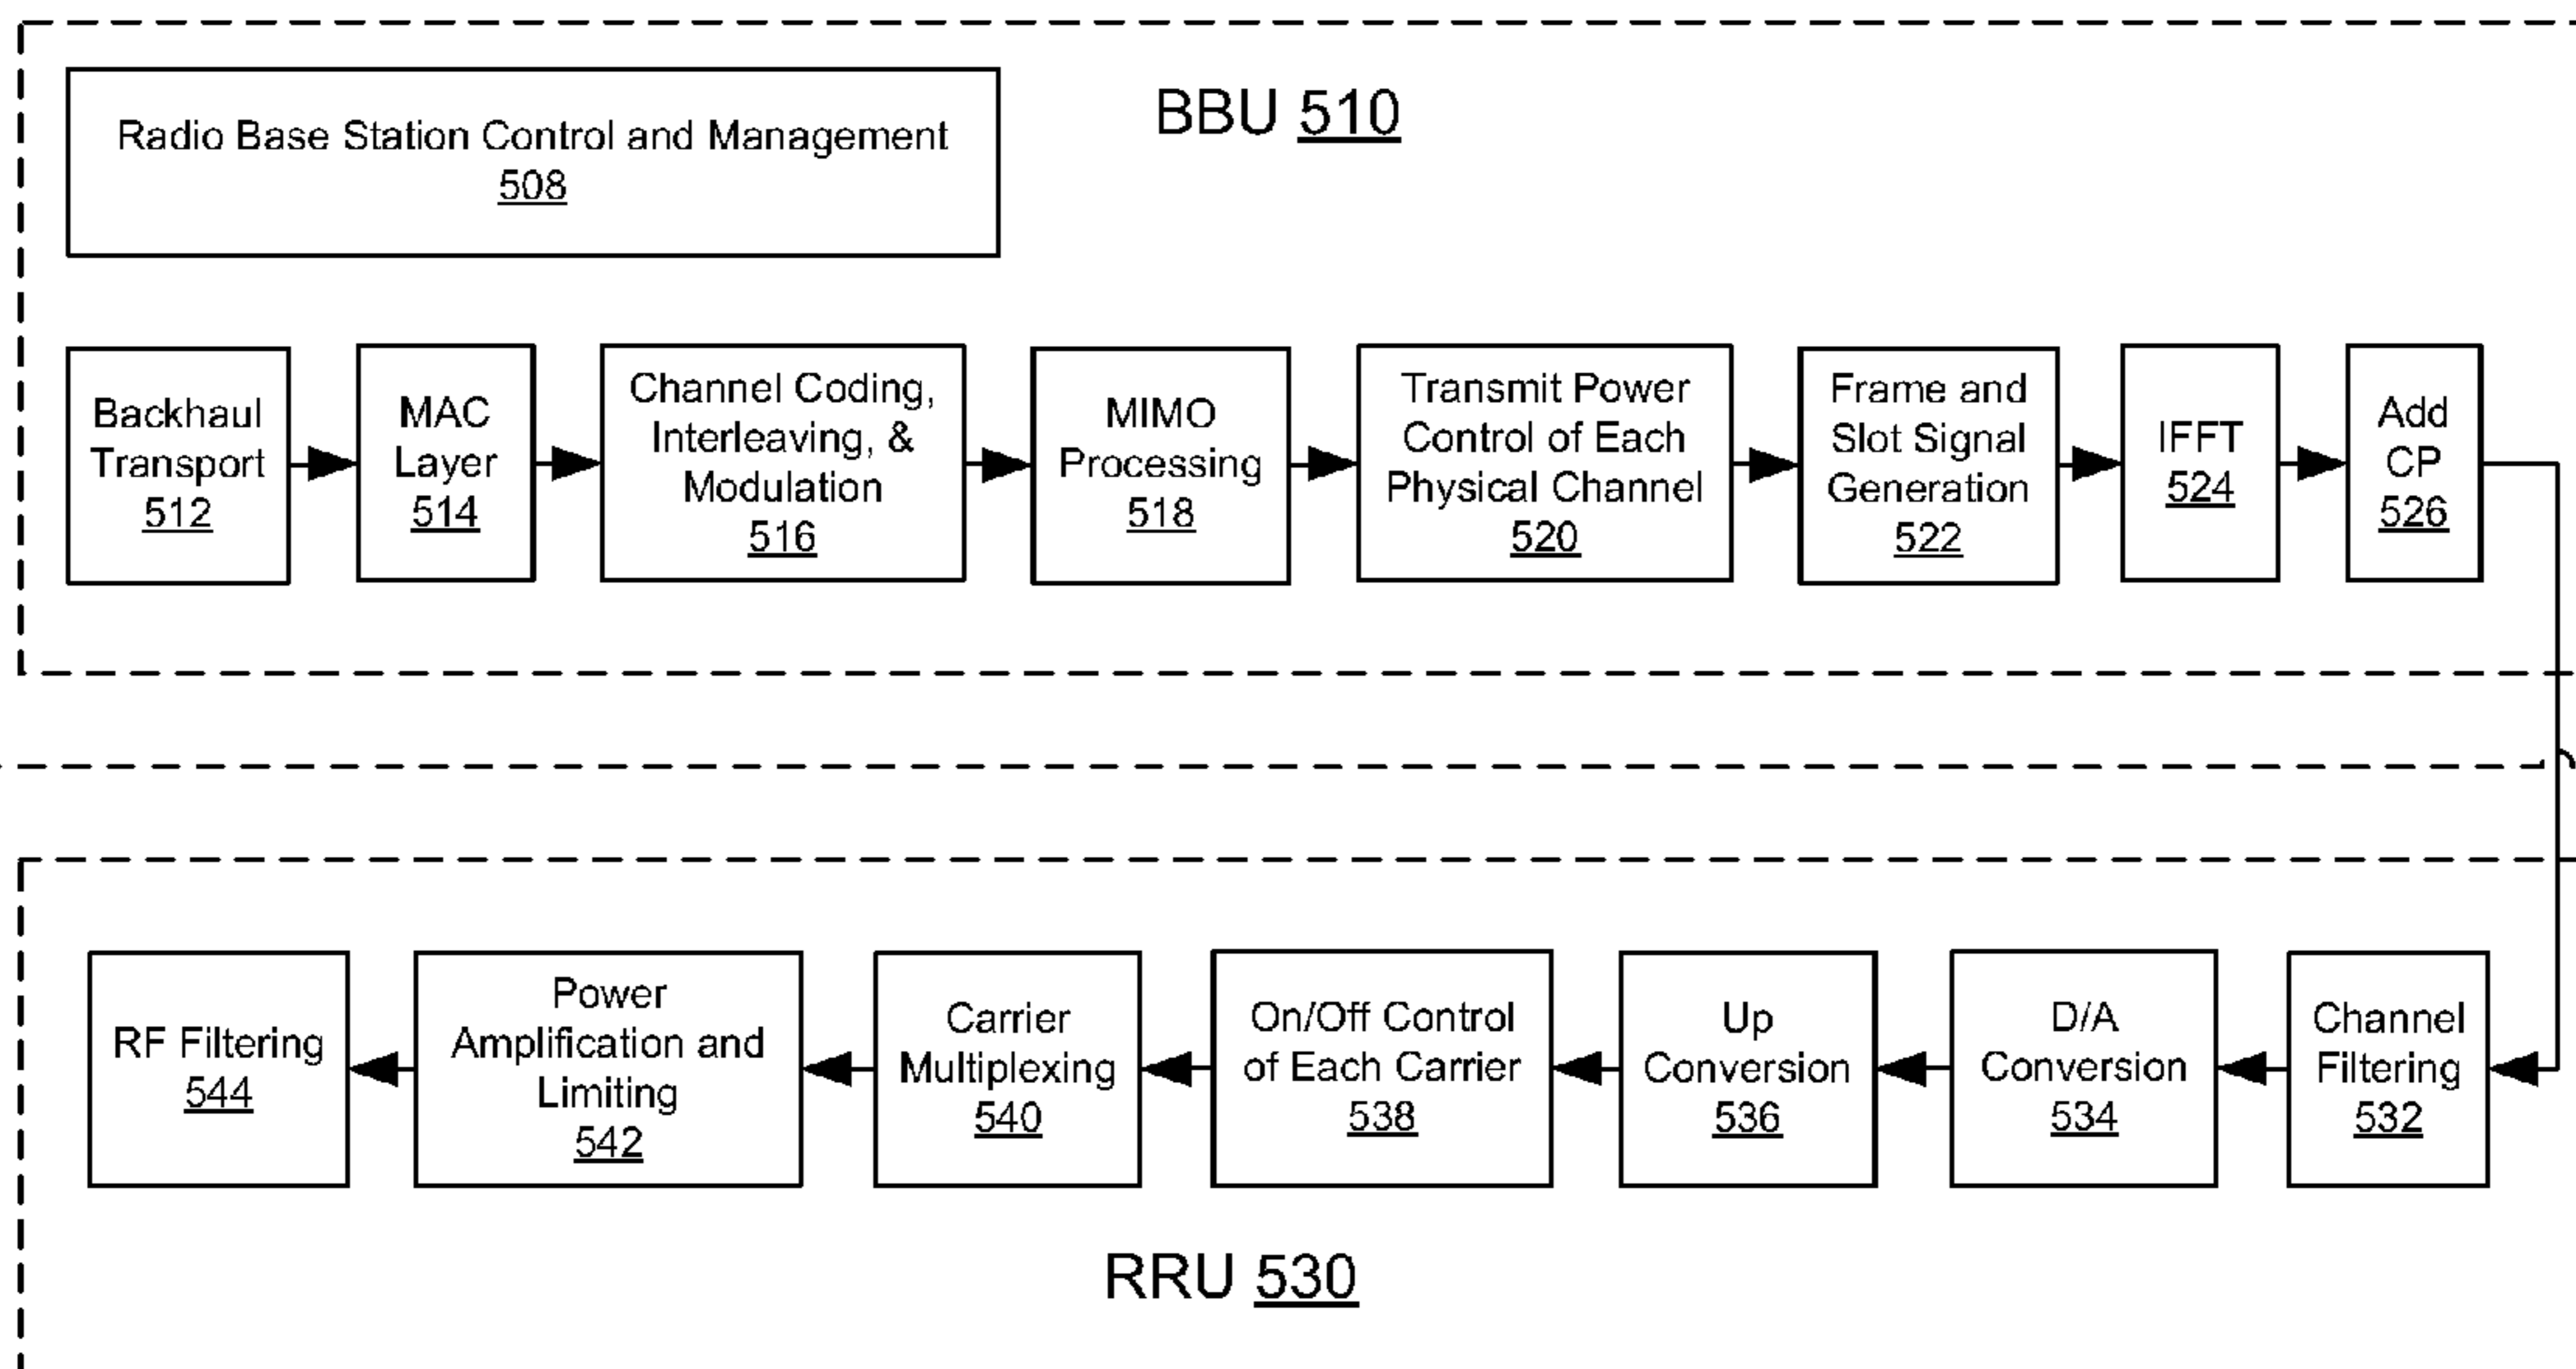 Radio Base Station Control and Management
508
BBU 510
Backhaul
Transport
512
MAC
Layer
514
Channel Coding,
Interleaving, &
Modulation
516
MIMO
Processing
518
Transmit Power
Control of Each
Physical Channel
520
Frame and
Slot Signal
Generation
522
IFFT
524
Add
CP
526
RF Filtering
544
Power
Amplification and
Limiting
542
Carrier
Multiplexing
540
On/Off Control
of Each Carrier
538
Up
Conversion
536
D/A
Conversion
534
Channel
Filtering
532
RRU 530